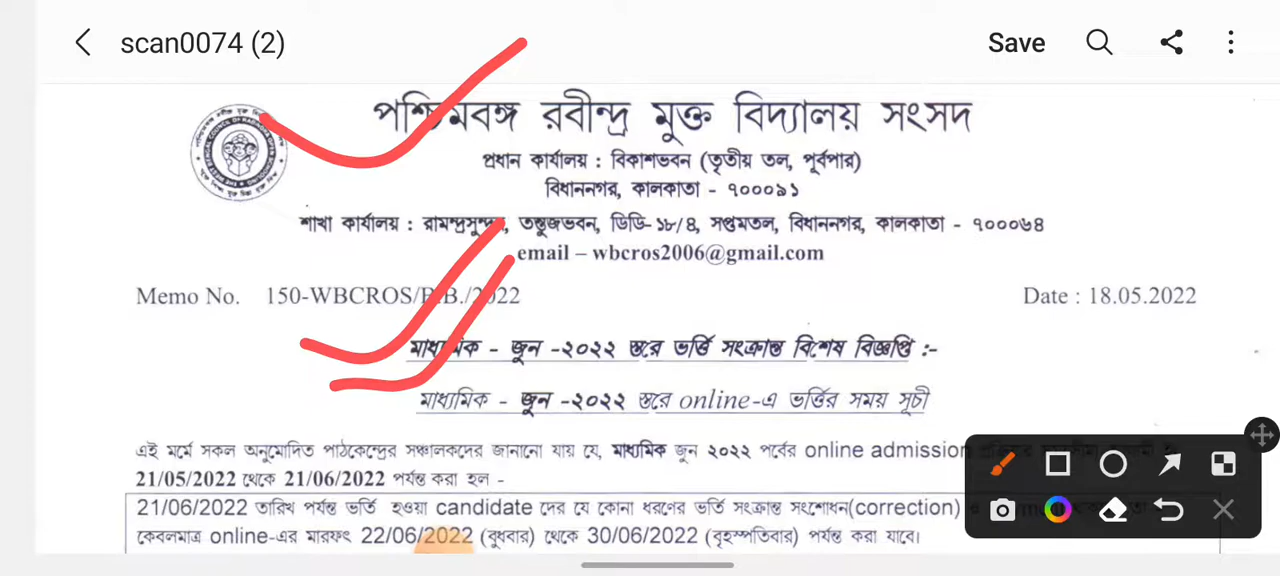 scan0074 (2)
Save
পশ্চিমবঙ্গ রবীন্দ্র মুক্ত বিদ্যালয় সংসদ
প্রধান কার্যালয় : বিকাশভবন (তৃতীয় তল, পূর্বপার)
বিধাননগর, কালকাতা - ৭০০০৯১
শাখা কার্যালয় : রামন্দ্রসুন্দর, তন্তুজভবন, ডিডি-১৮/৪, সপ্তমতল, বিধাননগর, কালকাতা - ৭০০০৬৪
email – wbcros2006@gmail.com
Memo No. 150-WBCROS/B.B./2022
Date : 18.05.2022
মাধ্যমিক - জুন -২০২২ স্তরে ভর্ত্তি সংক্রান্ত বিশেষ বিজ্ঞপ্তি :-
মাধ্যমিক - জুন -২০২২ স্তরে online-এ ভর্ত্তির সময় সূচী
এই মর্মে সকল অনুমোদিত পাঠকেন্দ্রের সঞ্চালকদের জানানো যায় যে, মাধ্যমিক জুন ২০২২ পর্বের online admission
21/05/2022 থেকে 21/06/2022 পর্যন্ত করা হল -
21/06/2022 তারিখ পর্যন্ত ভর্তি হওয়া candidate দের যে কোনা ধরণের ভর্তি সংক্রান্ত সংশোধন(correction)
কেবলমাত্র online-এর মারফৎ 22/06/2022 (বুধবার) থেকে 30/06/2022 (বৃহস্পতিবার) পর্যন্ত করা যাবে।